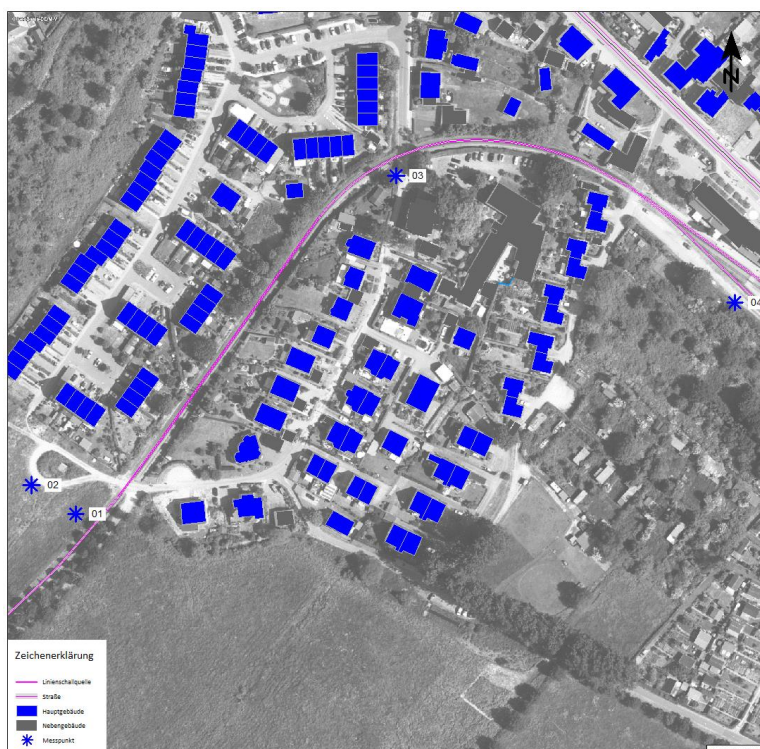 N
03
04
02
01
Zeichenerklärung
Linienschallquelle
Straße
Hauptgebäude
Nebengebäude
Messpunkt